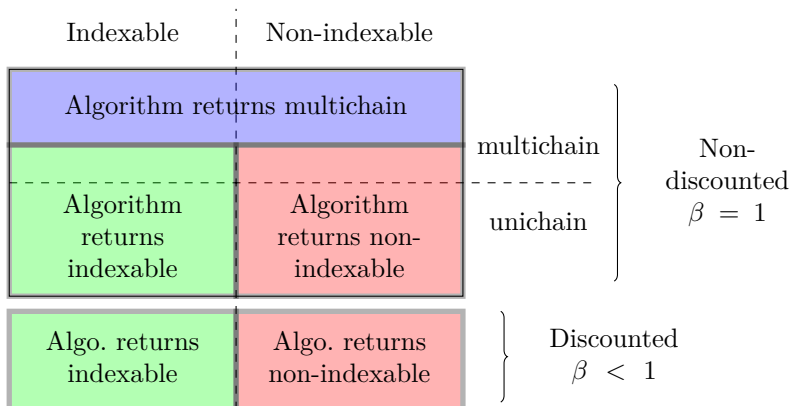 Indexable
Non-indexable
Algorithm returns multichain
multichain
unichain
Non-
discounted
β = 1
Algorithm
returns
indexable
Algorithm
returns non-
indexable
Algo. returns
indexable
Algo. returns
non-indexable
Discounted
β < 1